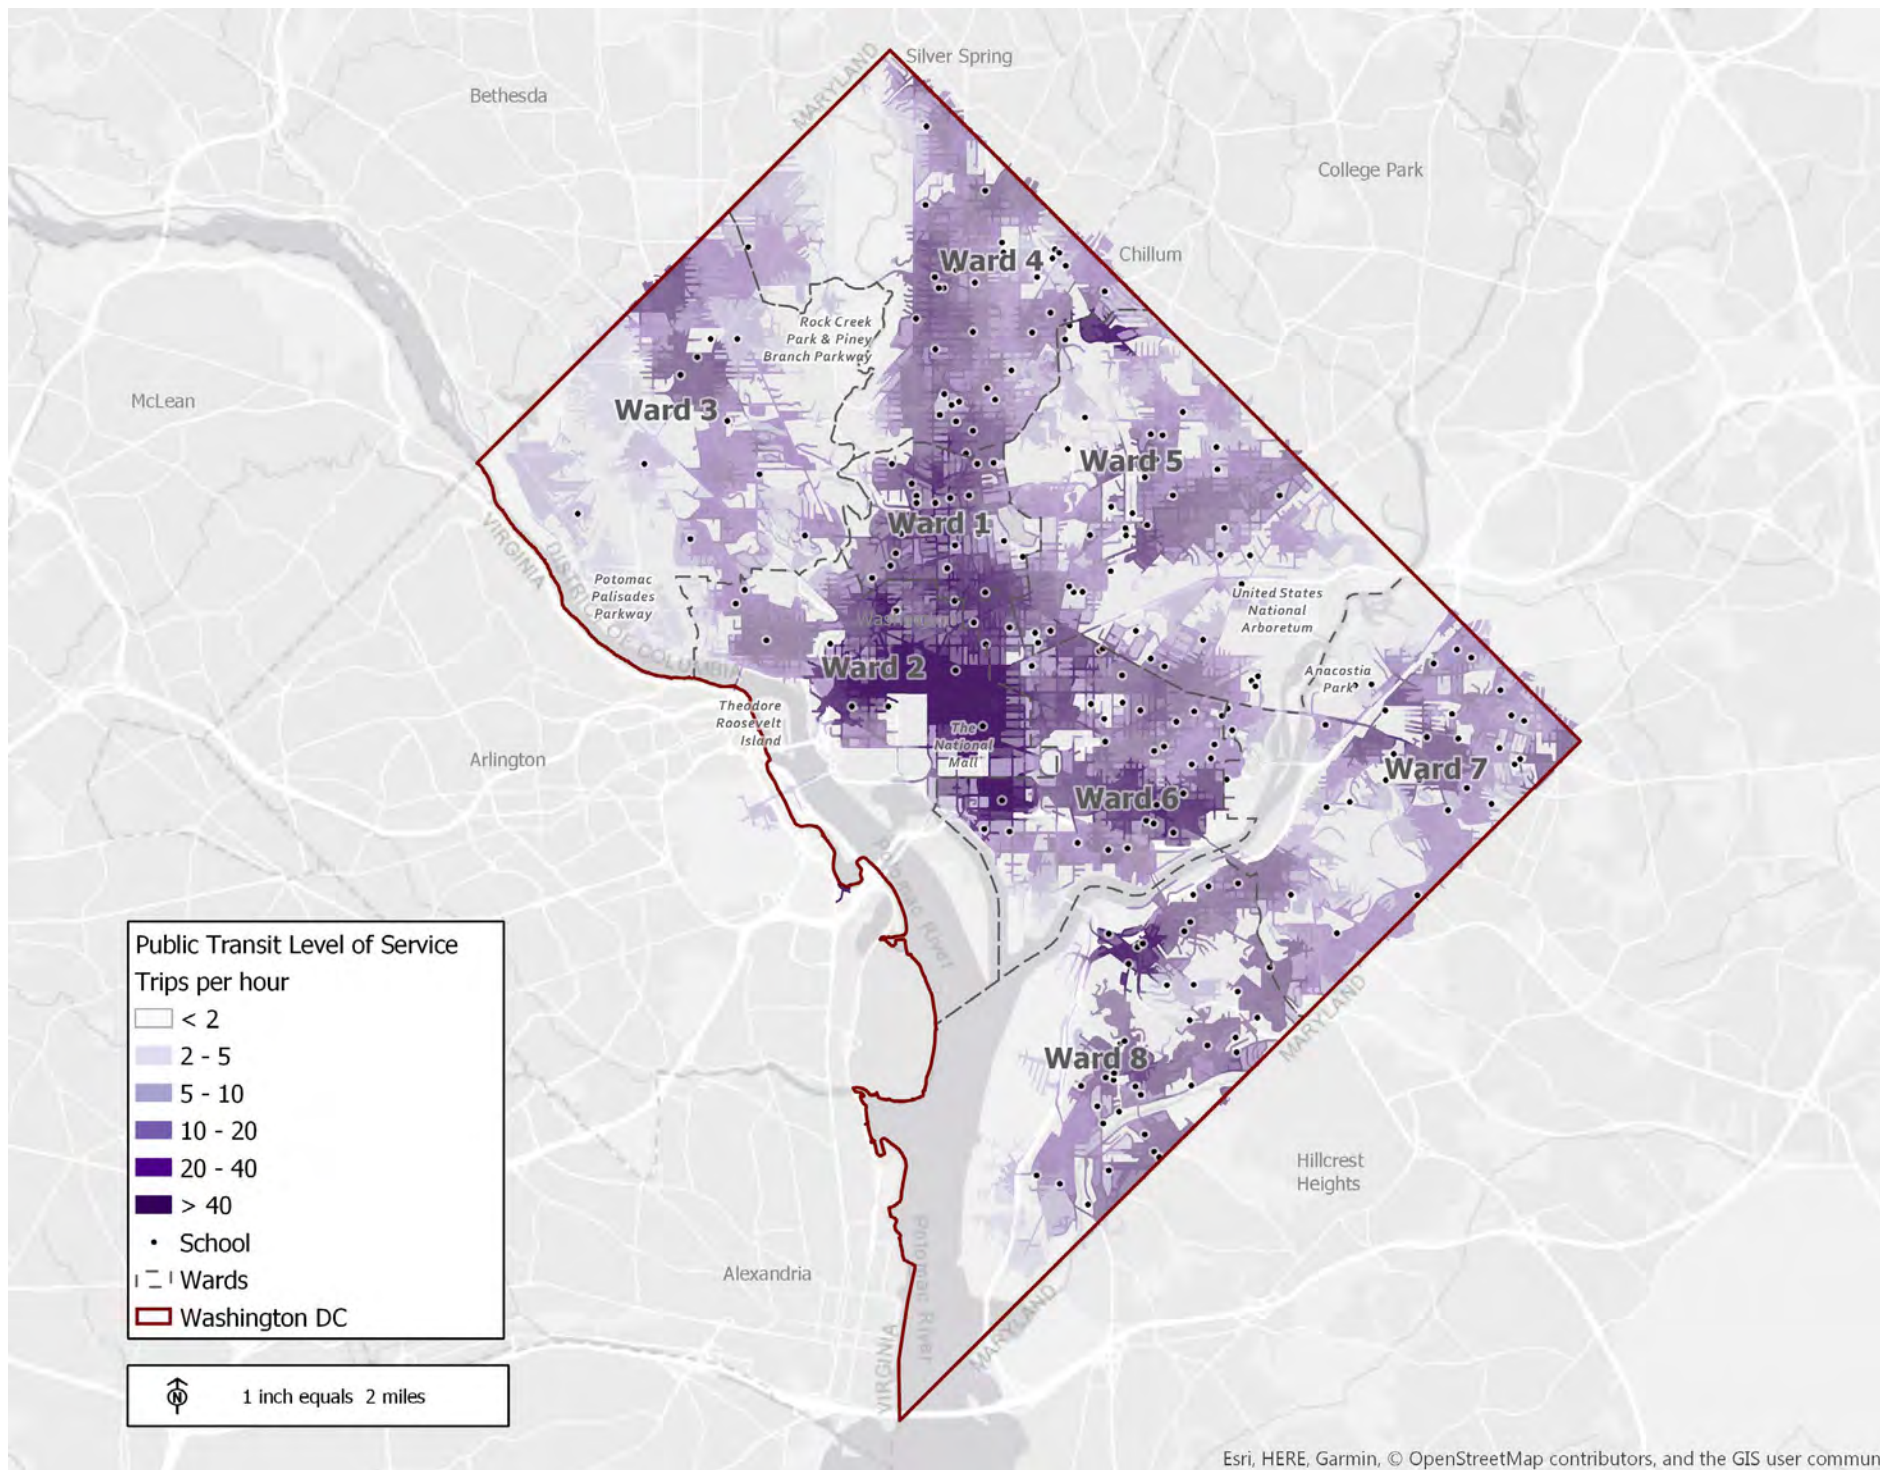 Silver Spring
Bethesda
MARYLAND
College Park
Chillum
Ward 4
Rock Creek
Park & Piney
Branch Parkway
McLean
Ward 3
Ward 5
Ward 1
VIRGINIA
DISTRICT OF COLUMBIA
Potomac
Palisades
Parkway
United States
National
Arboretum
Washington
Ward 2
Anacostia
Park
Theodore
Roosevelt
Island
The
National
Mall
Arlington
Ward 7
Ward 6
Potomac River
MARYLAND
Ward 8
Hillcrest
Heights
Alexandria
Potomac River
VIRGINIA
MARYLAND
Public Transit Level of Service
Trips per hour
< 2
2 - 5
5 - 10
10 - 20
20 - 40
> 40
School
Wards
Washington DC
N
1 inch equals 2 miles
Esri, HERE, Garmin, © OpenStreetMap contributors, and the GIS user commun